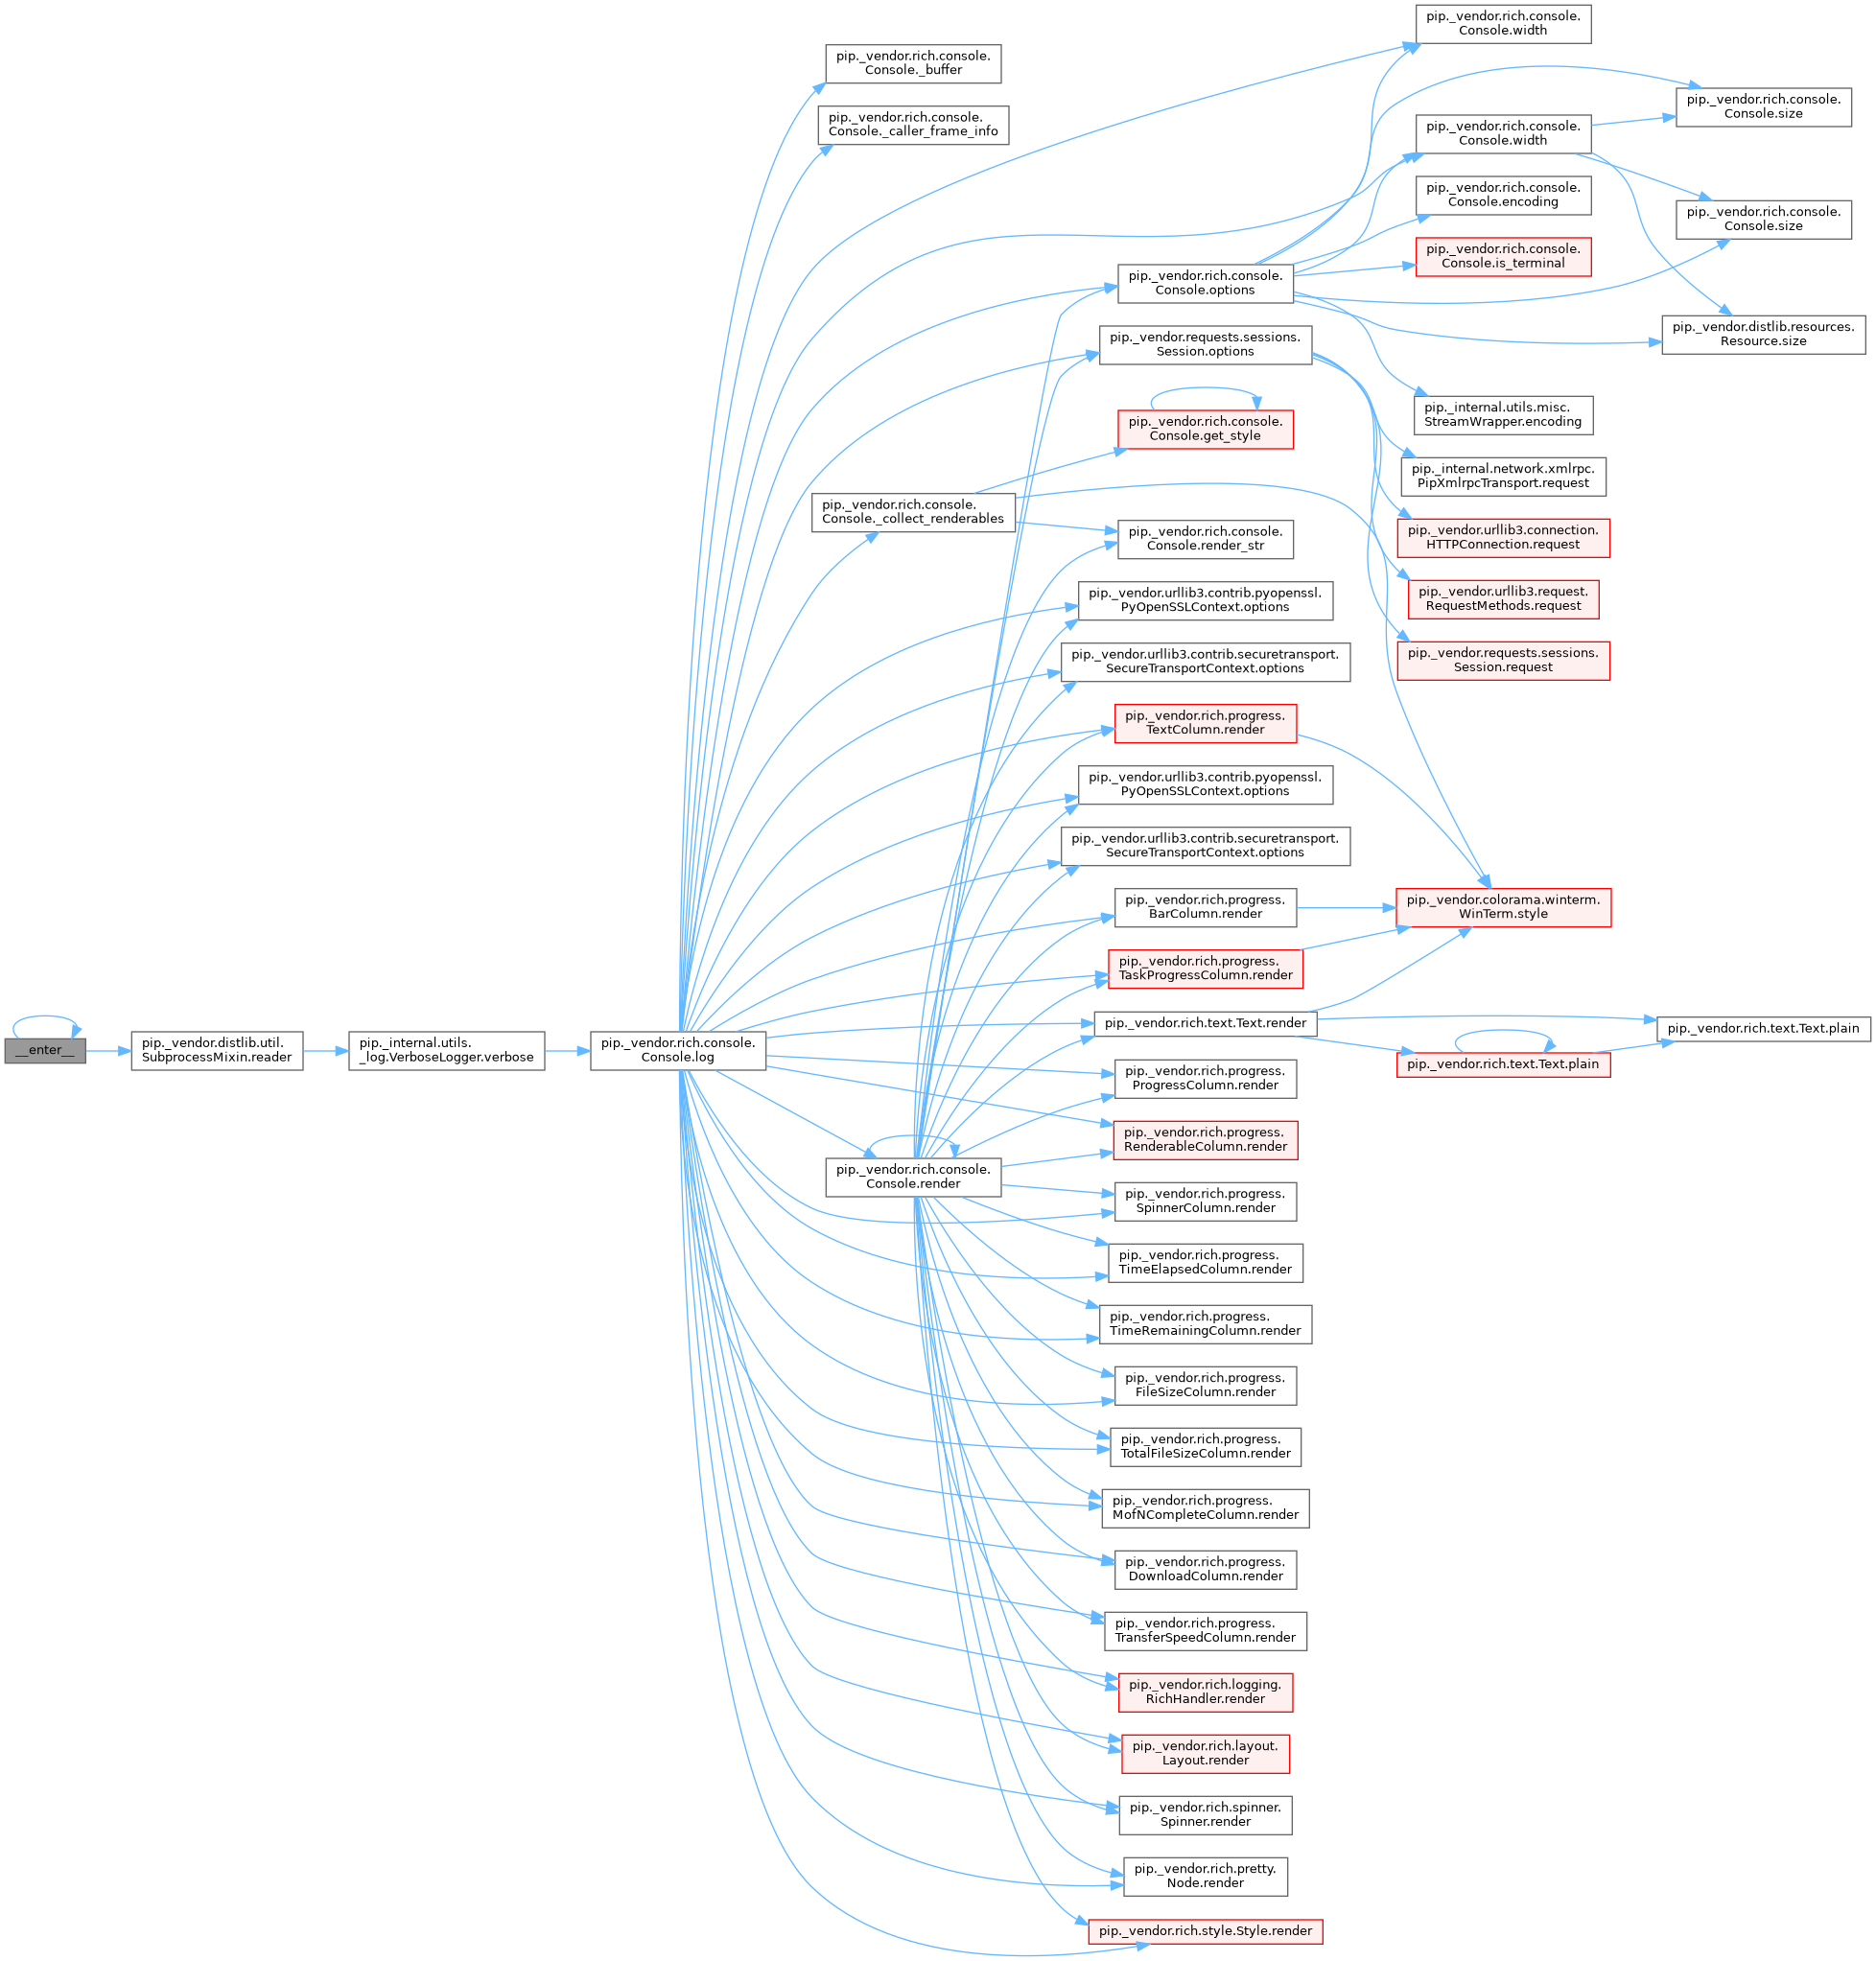 __enter__
pip._vendor.distlib.util.
SubprocessMixin.reader
pip._internal.utils.
_log.VerboseLogger.verbose
pip._vendor.rich.console.
Console.log
pip._vendor.rich.console.
Console._buffer
pip._vendor.rich.console.
Console._caller_frame_info
pip._vendor.rich.console.
Console._collect_renderables
pip._vendor.rich.console.
Console.render
pip._vendor.rich.console.
Console.options
pip._vendor.requests.sessions.
Session.options
pip._vendor.rich.console.
Console.get_style
pip._vendor.rich.console.
Console.render_str
pip._vendor.urllib3.contrib.pyopenssl.
PyOpenSSLContext.options
pip._vendor.urllib3.contrib.securetransport.
SecureTransportContext.options
pip._vendor.rich.progress.
TextColumn.render
pip._vendor.urllib3.contrib.pyopenssl.
PyOpenSSLContext.options
pip._vendor.urllib3.contrib.securetransport.
SecureTransportContext.options
pip._vendor.rich.progress.
BarColumn.render
pip._vendor.rich.progress.
TaskProgressColumn.render
pip._vendor.rich.text.Text.render
pip._vendor.rich.progress.
ProgressColumn.render
pip._vendor.rich.progress.
RenderableColumn.render
pip._vendor.rich.progress.
SpinnerColumn.render
pip._vendor.rich.progress.
TimeElapsedColumn.render
pip._vendor.rich.progress.
TimeRemainingColumn.render
pip._vendor.rich.progress.
FileSizeColumn.render
pip._vendor.rich.progress.
TotalFileSizeColumn.render
pip._vendor.rich.progress.
MofNCompleteColumn.render
pip._vendor.rich.progress.
DownloadColumn.render
pip._vendor.rich.progress.
TransferSpeedColumn.render
pip._vendor.rich.logging.
RichHandler.render
pip._vendor.rich.layout.
Layout.render
pip._vendor.rich.spinner.
Spinner.render
pip._vendor.rich.pretty.
Node.render
pip._vendor.rich.style.Style.render
pip._vendor.rich.console.
Console.width
pip._vendor.rich.console.
Console.width
pip._vendor.rich.console.
Console.encoding
pip._vendor.rich.console.
Console.is_terminal
pip._internal.utils.misc.
StreamWrapper.encoding
pip._internal.network.xmlrpc.
PipXmlrpcTransport.request
pip._vendor.urllib3.connection.
HTTPConnection.request
pip._vendor.urllib3.request.
RequestMethods.request
pip._vendor.requests.sessions.
Session.request
pip._vendor.colorama.winterm.
WinTerm.style
pip._vendor.rich.text.Text.plain
pip._vendor.rich.console.
Console.size
pip._vendor.rich.console.
Console.size
pip._vendor.distlib.resources.
Resource.size
pip._vendor.rich.text.Text.plain